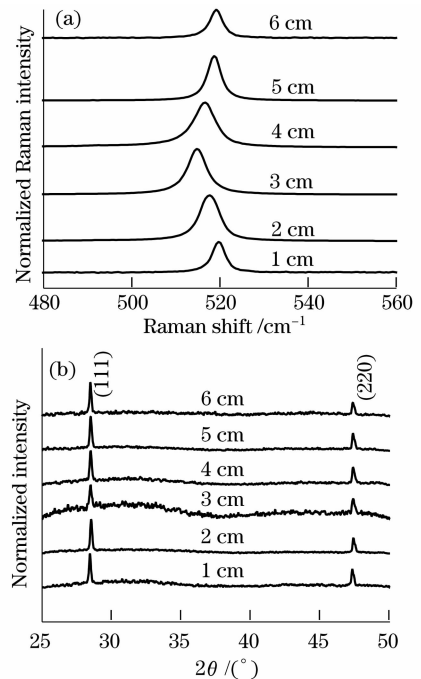 (a)
Normalized Raman intensity
6 cm
5 cm
4 cm
3 cm
2 cm
1 cm
480 500 520 540 560
Raman shift /cm⁻¹
(b)
Normalized intensity
(111)
(220)
6 cm
5 cm
4 cm
3 cm
2 cm
1 cm
25 30 35 37 45 50
2θ /(°)